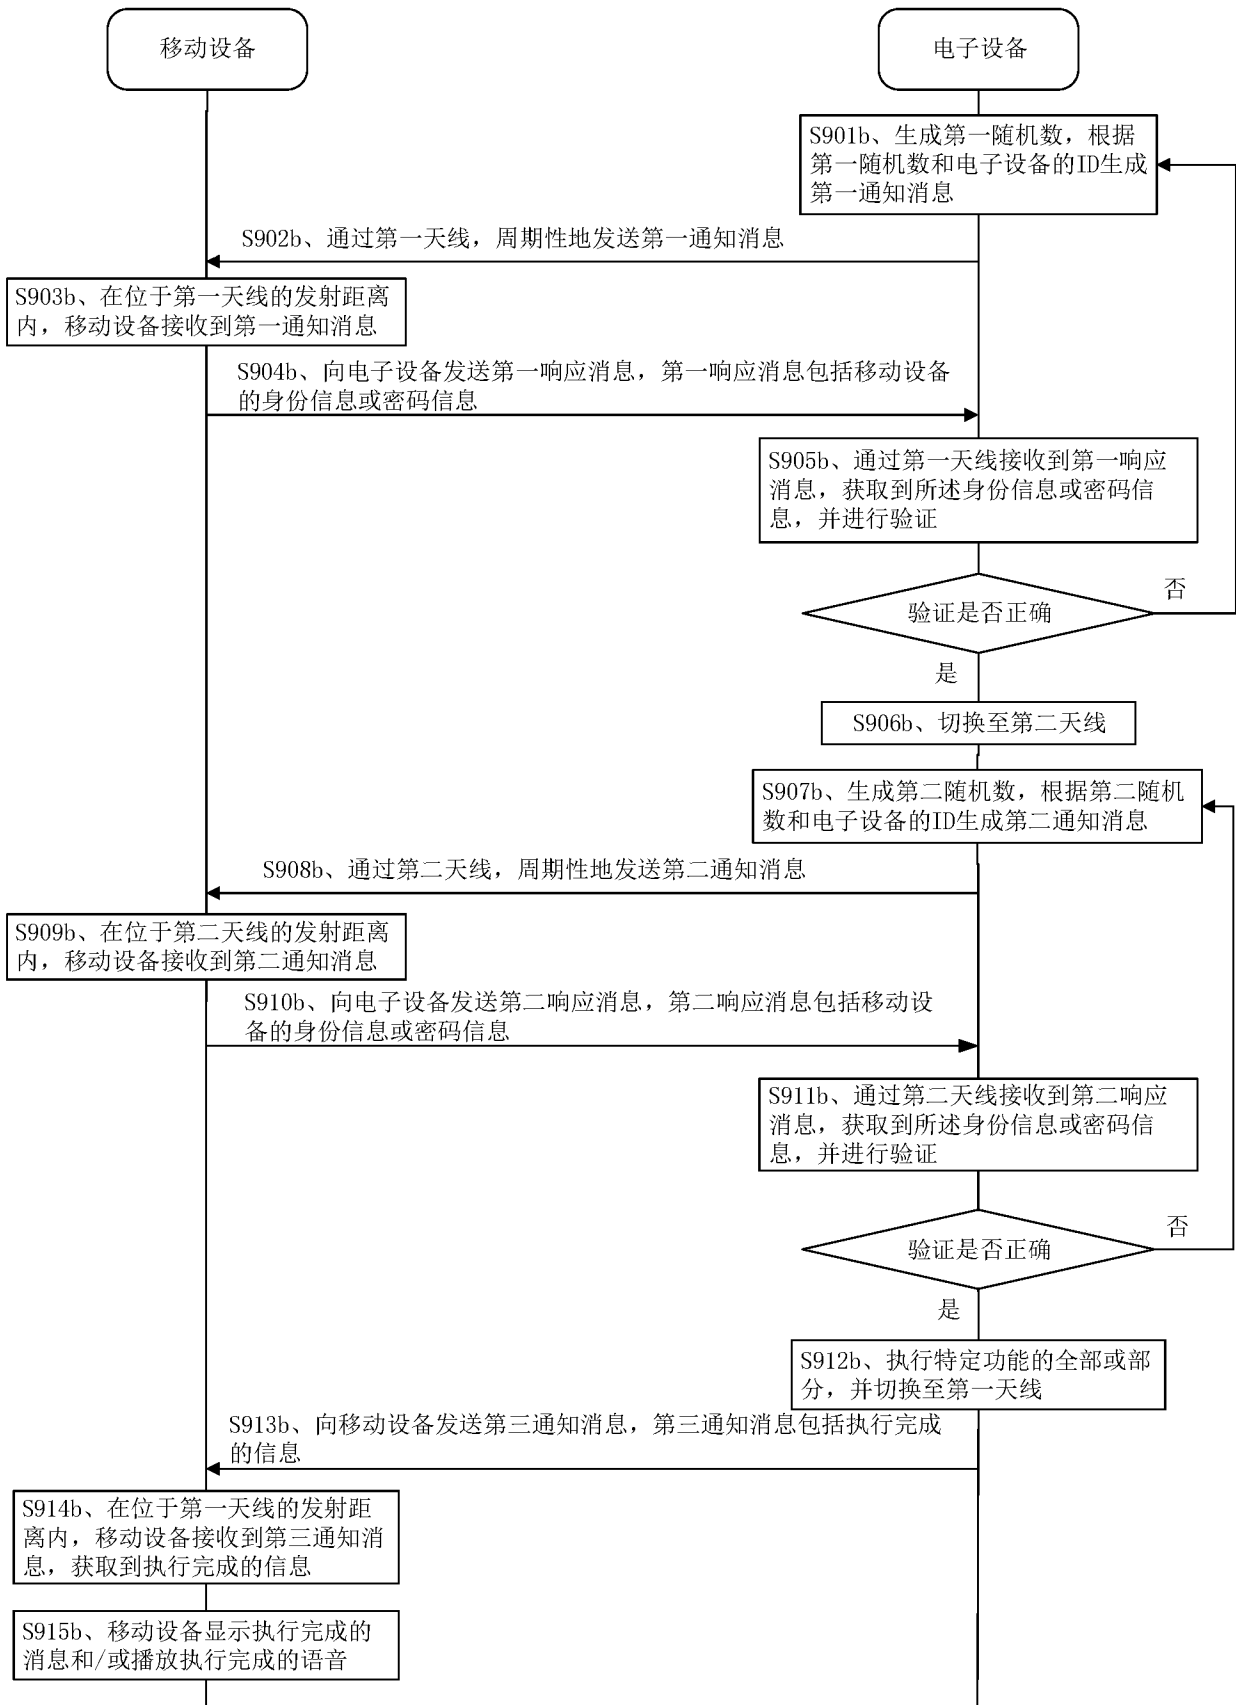 移动设备
电子设备
S901b、生成第一随机数，根据
第一随机数和电子设备的ID生成
第一通知消息
S902b、通过第一天线，周期性地发送第一通知消息
S903b、在位于第一天线的发射距离
内，移动设备接收到第一通知消息
S904b、向电子设备发送第一响应消息，第一响应消息包括移动设备
的身份信息或密码信息
S905b、通过第一天线接收到第一响应
消息，获取到所述身份信息或密码信
息，并进行验证
否
验证是否正确
是
S906b、切换至第二天线
S907b、生成第二随机数，根据第二随机
数和电子设备的ID生成第二通知消息
S908b、通过第二天线，周期性地发送第二通知消息
S909b、在位于第二天线的发射距离
内，移动设备接收到第二通知消息
S910b、向电子设备发送第二响应消息，第二响应消息包括移动设
备的身份信息或密码信息
S911b、通过第二天线接收到第二响应
消息，获取到所述身份信息或密码信
息，并进行验证
否
验证是否正确
是
S912b、执行特定功能的全部或部
分，并切换至第一天线
S913b、向移动设备发送第三通知消息，第三通知消息包括执行完成
的信息
S914b、在位于第一天线的发射距
离内，移动设备接收到第三通知消
息，获取到执行完成的信息
S915b、移动设备显示执行完成的
消息和/或播放执行完成的语音